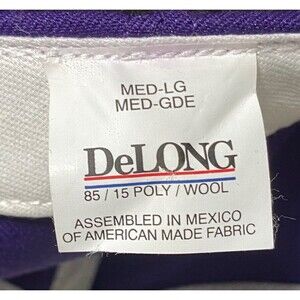 MED-LG
MED-GDE
DeLONG
85 / 15 POLY / WOOL
ASSEMBLED IN MEXICO
OF AMERICAN MADE FABRIC